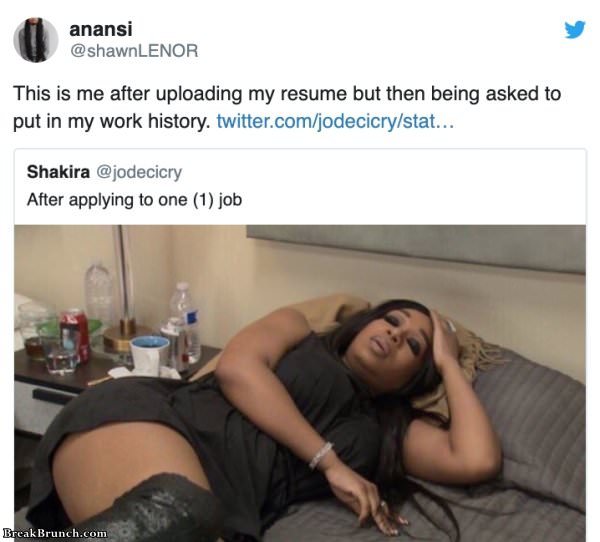 anansi
@shawnLENOR
This is me after uploading my resume but then being asked to
put in my work history. twitter.com/jodecicry/stat…
Shakira @jodecicry
After applying to one (1) job
BreakBrunch.com